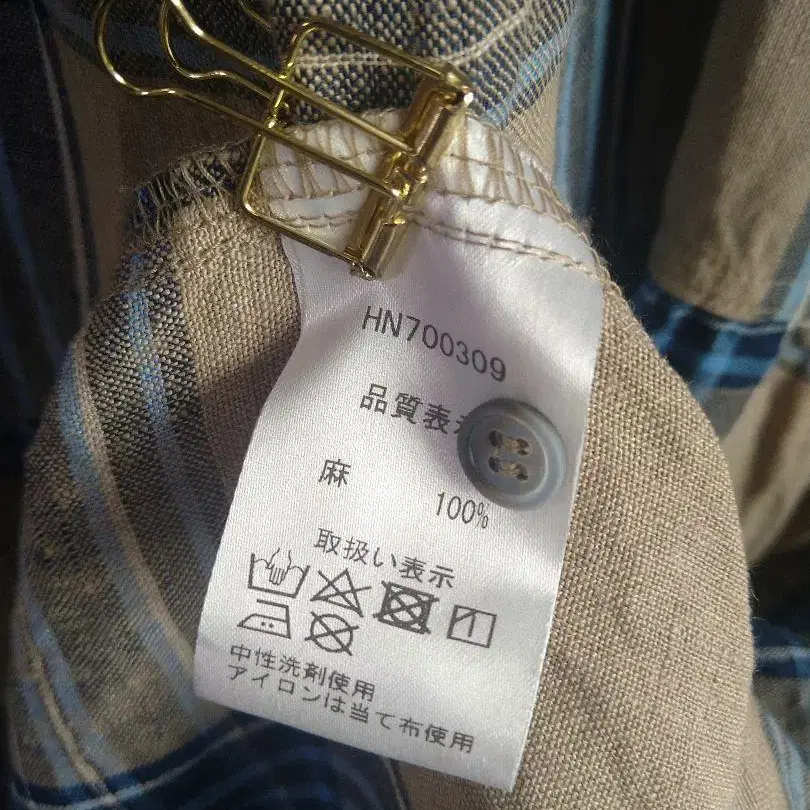 HN700309
品質表示
麻
100%
取扱い表示
中性洗剤使用
アイロンは当て布使用